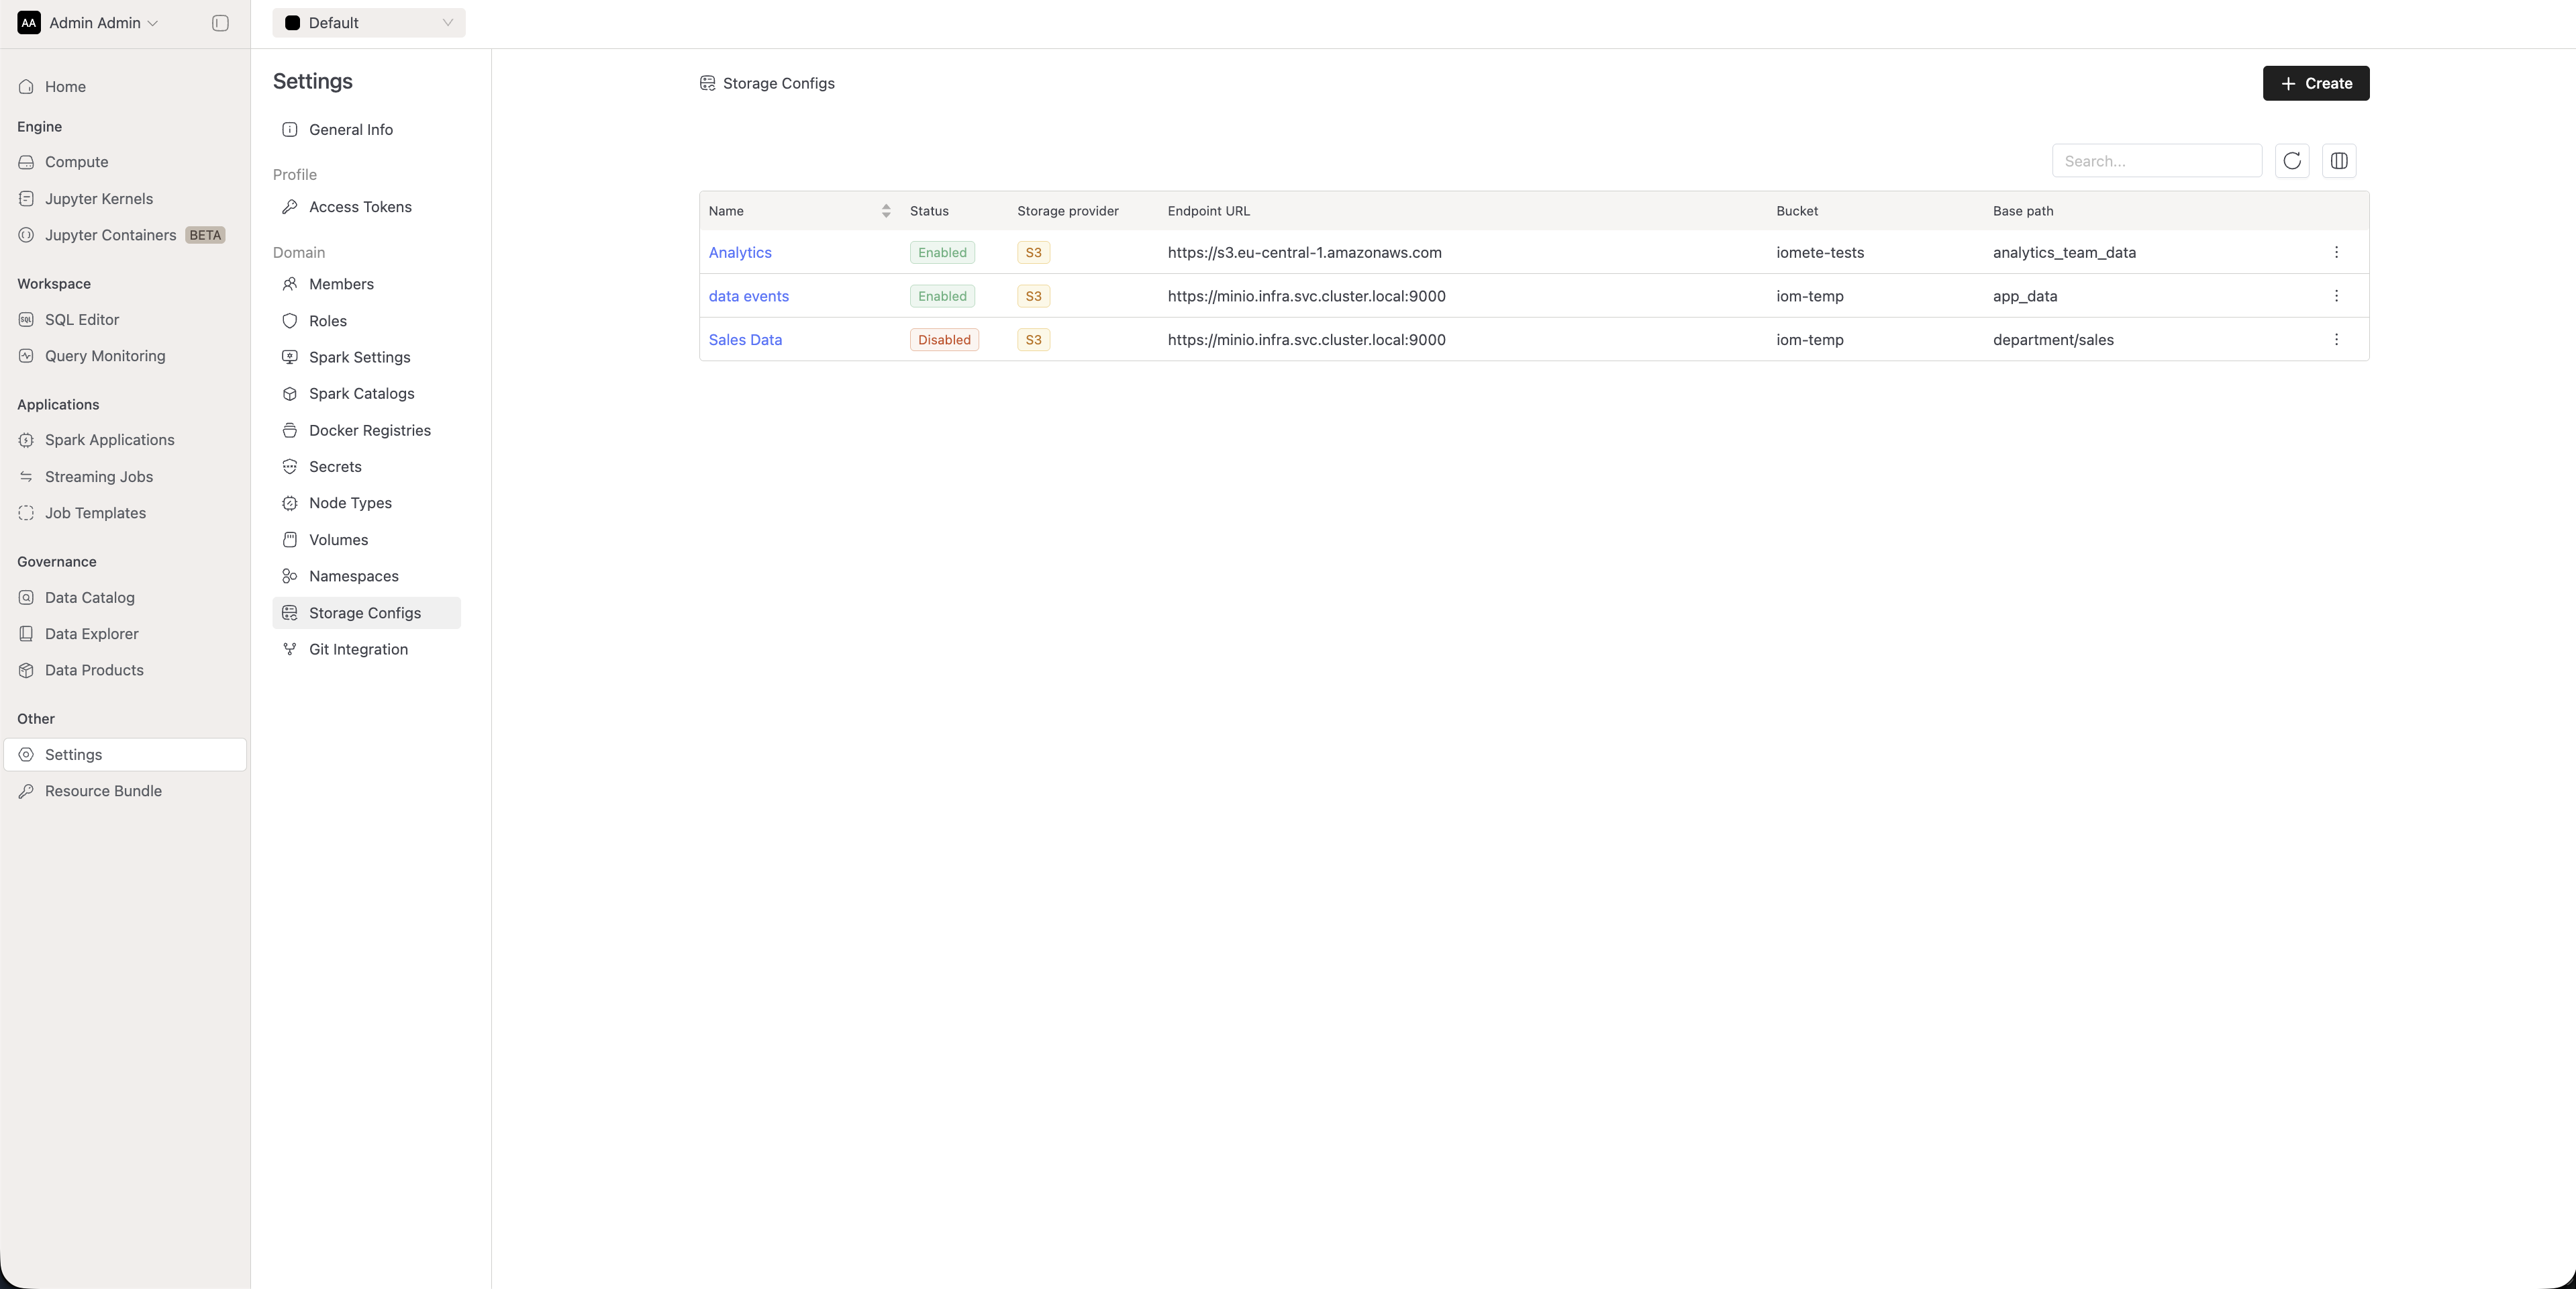 AA Admin Admin
Default
Home
Engine
Compute
Jupyter Kernels
Jupyter Containers BETA
Workspace
SQL SQL Editor
Query Monitoring
Applications
Spark Applications
Streaming Jobs
Job Templates
Governance
Data Catalog
Data Explorer
Data Products
Other
Settings
Resource Bundle
Settings
General Info
Profile
Access Tokens
Domain
Members
Roles
Spark Settings
Spark Catalogs
Docker Registries
Secrets
Node Types
Volumes
Namespaces
Storage Configs
Git Integration
Storage Configs
Create
Search...
Name Status Storage provider Endpoint URL Bucket Base path
Analytics Enabled S3 https://s3.eu-central-1.amazonaws.com iomete-tests analytics_team_data
data events Enabled S3 https://minio.infra.svc.cluster.local:9000 iom-temp app_data
Sales Data Disabled S3 https://minio.infra.svc.cluster.local:9000 iom-temp department/sales